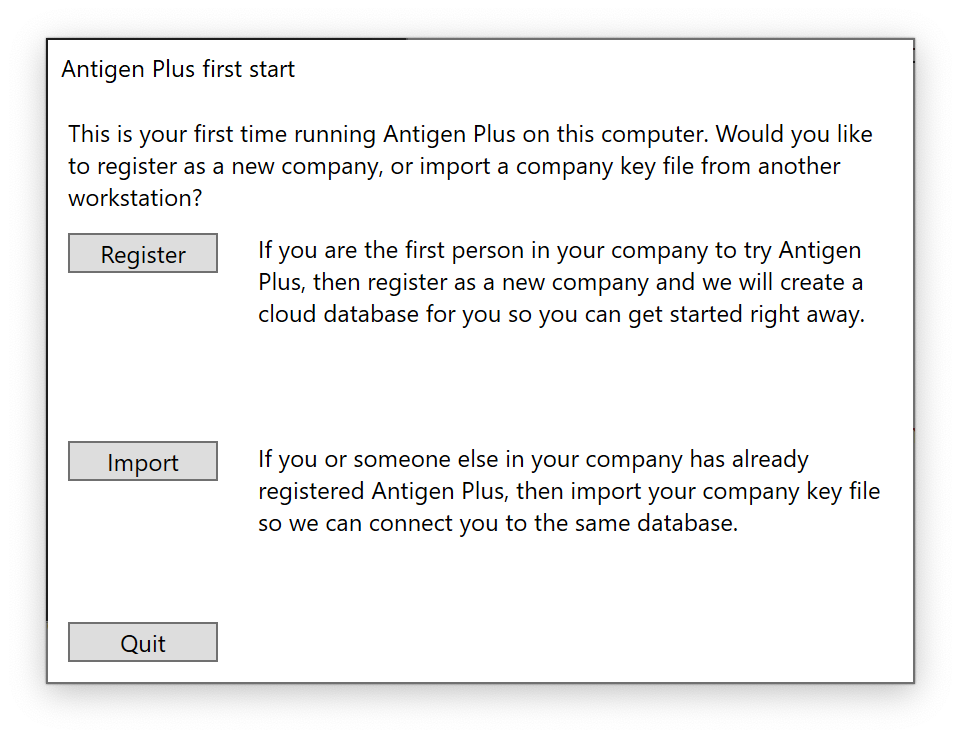 Antigen Plus first start
This is your first time running Antigen Plus on this computer. Would you like
to register as a new company, or import a company key file from another
workstation?
Register
If you are the first person in your company to try Antigen
Plus, then register as a new company and we will create a
cloud database for you so you can get started right away.
Import
If you or someone else in your company has already
registered Antigen Plus, then import your company key file
so we can connect you to the same database.
Quit